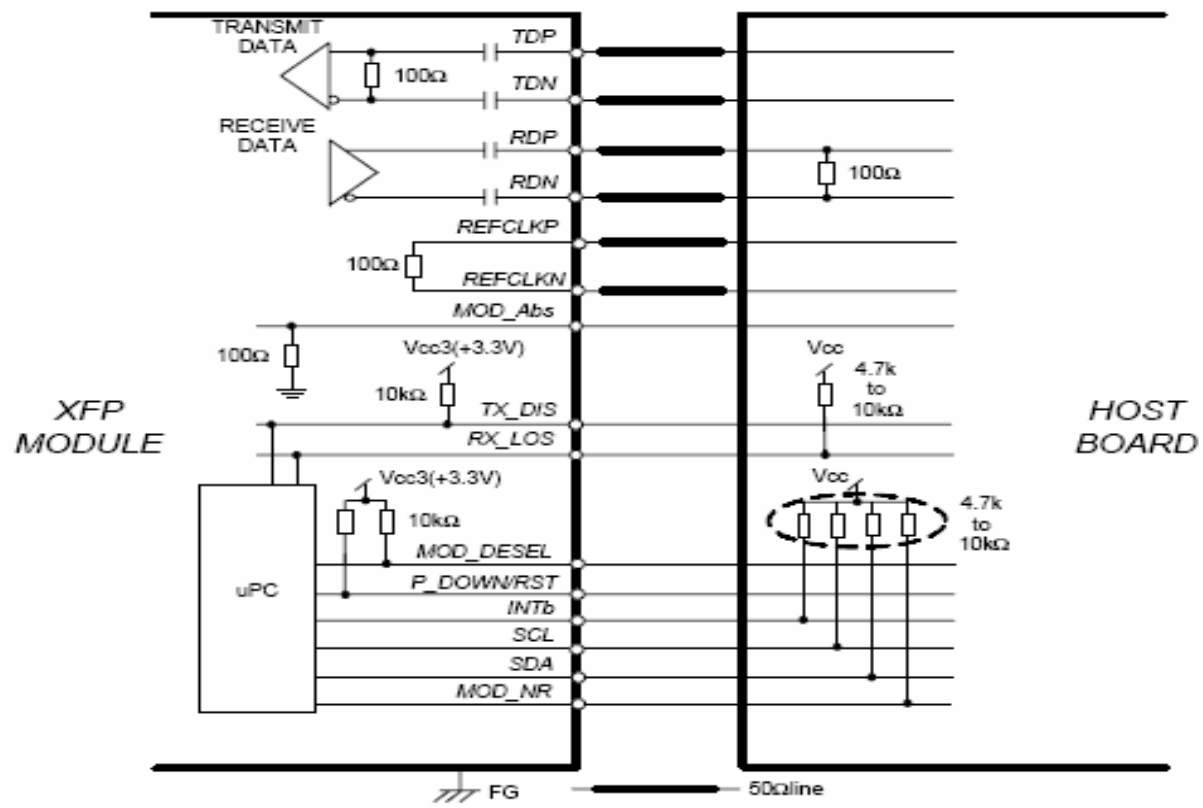 TRANSMIT
DATA
TDP
100Ω
TDN
RECEIVE
DATA
RDP
100Ω
RDN
REFCLKP
100Ω
REFCLKN
MOD_Abs
100Ω
Vcc3(+3.3V)
Vcc
10kΩ
4.7k
to
10kΩ
TX_DIS
RX_LOS
XFP
MODULE
HOST
BOARD
Vcc3(+3.3V)
Vcc
10kΩ
4.7k
to
10kΩ
MOD_DESEL
P_DOWN/RST
uPC
INTb
SCL
SDA
MOD_NR
FG
50Ωline